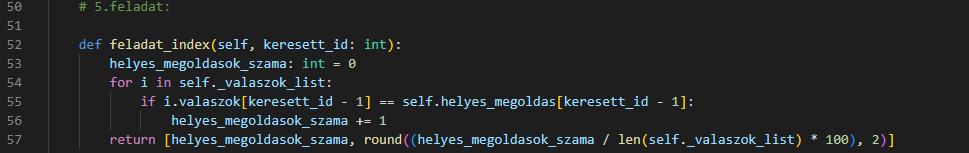 50 # 5.feladat:
51
52 def feladat_index(self, keresett_id: int):
53 helyes_megoldasok_szama: int = 0
54 for i in self._valaszok_list:
55 if i.valaszok[keresett_id - 1] == self.helyes_megoldas[keresett_id - 1]:
56 helyes_megoldasok_szama += 1
57 return [helyes_megoldasok_szama, round((helyes_megoldasok_szama / len(self._valaszok_list) * 100), 2)]